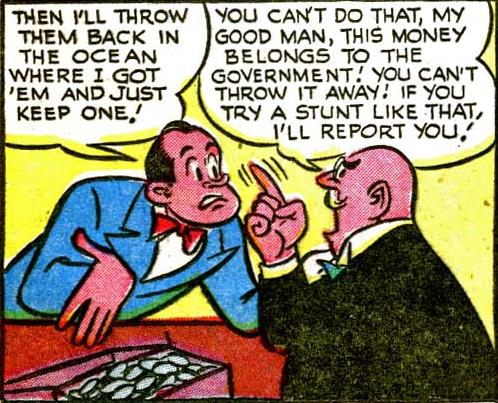 THEN I'LL THROW
THEM BACK IN
THE OCEAN
WHERE I GOT
'EM AND JUST
KEEP ONE!
YOU CAN'T DO THAT, MY
GOOD MAN, THIS MONEY
BELONGS TO THE
GOVERNMENT! YOU CAN'T
THROW IT AWAY! IF YOU
TRY A STUNT LIKE THAT,
I'LL REPORT YOU!